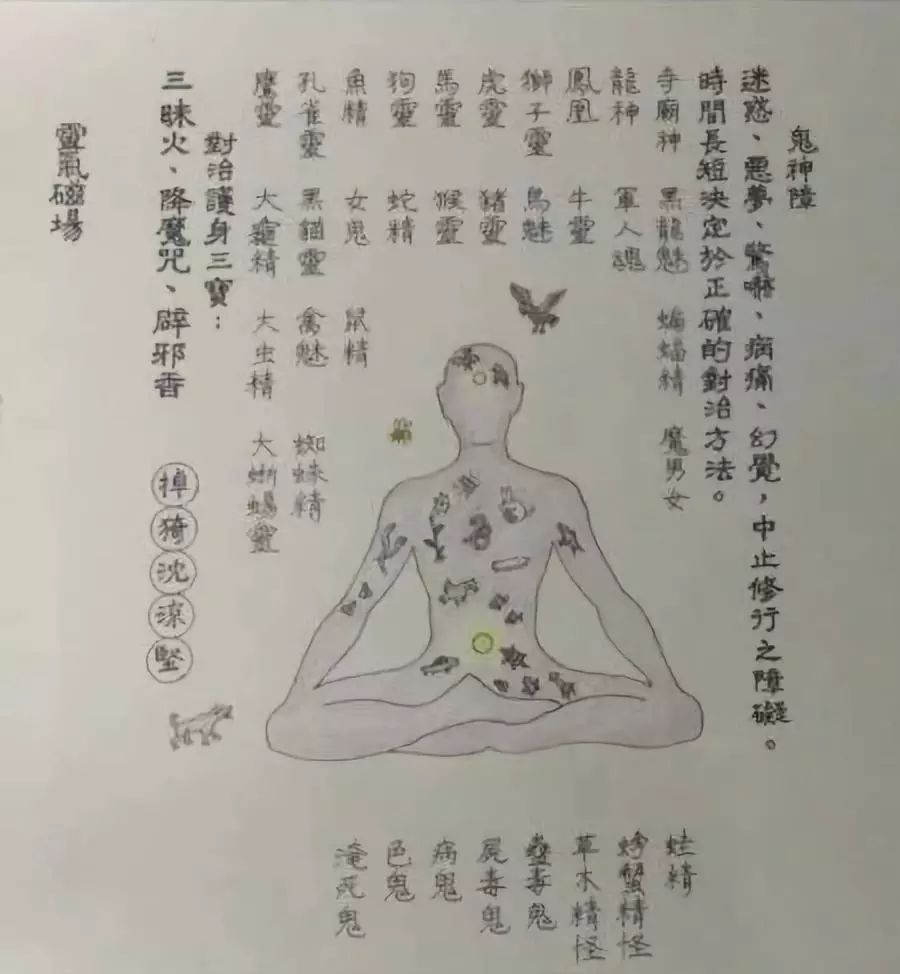 鬼神障
迷惑、惡夢、驚嚇、病痛、幻覺，中止修行之障礙。
時間長短決定於正確的對治方法。
寺廟神 黑龍魅 蝙蝠精 魔男女
龍神 軍人魂
鳳凰 牛靈
獅子靈 鳥魅
虎靈 豬靈
馬靈 猴靈
狗靈 蛇精
魚精 女鬼 鼠精
孔雀靈 黑貓靈 禽魅 蜘蛛精
鷹靈 大龜精 大虫精 大蜥蜴靈
對治護身三寶：
三昧火、降魔咒、辟邪香
掉猗沈堅
靈氣磁場
蛙精
螃蟹精怪
草木精怪
蠱毒鬼
屍毒鬼
病鬼
色鬼
淹死鬼